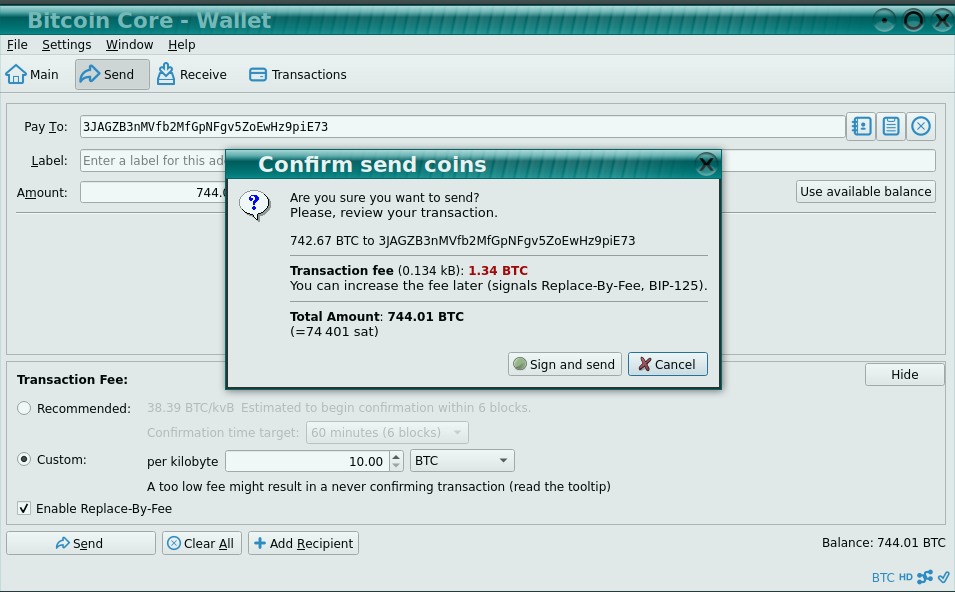 Bitcoin Core - Wallet
File Settings Window Help
Main Send Receive Transactions
Pay To: 3JAGZB3nMVfb2MfGpNFgv5ZoEwHz9piE73
Label: Enter a label for this ad
Amount: 744.0 Use available balance
Confirm send coins
Are you sure you want to send?
Please, review your transaction.
742.67 BTC to 3JAGZB3nMVfb2MfGpNFgv5ZoEwHz9piE73
Transaction fee (0.134 kB): 1.34 BTC
You can increase the fee later (signals Replace-By-Fee, BIP-125).
Total Amount: 744.01 BTC
(=74 401 sat)
Sign and send Cancel
Transaction Fee: Hide
Recommended: 38.39 BTC/kvB Estimated to begin confirmation within 6 blocks.
Confirmation time target: 60 minutes (6 blocks)
Custom: per kilobyte 10.00 BTC
A too low fee might result in a never confirming transaction (read the tooltip)
Enable Replace-By-Fee
Send Clear All Add Recipient Balance: 744.01 BTC
BTC HD